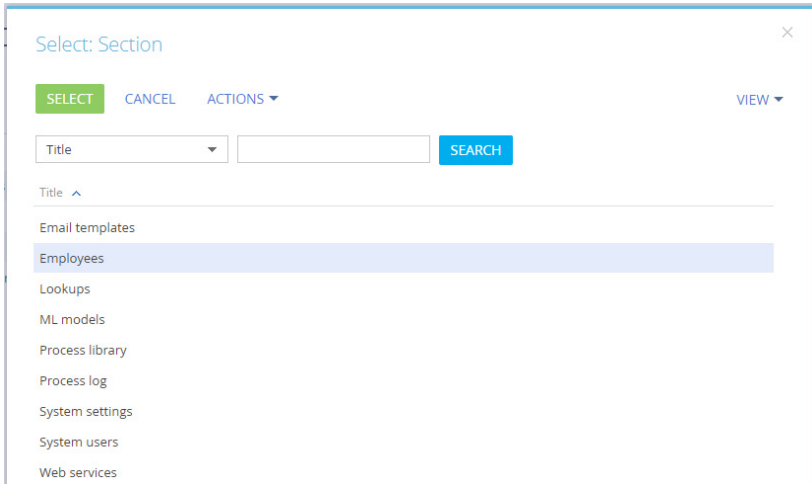 Select: Section
SELECT CANCEL ACTIONS VIEW
Title SEARCH
Title
Email templates
Employees
Lookups
ML models
Process library
Process log
System settings
System users
Web services